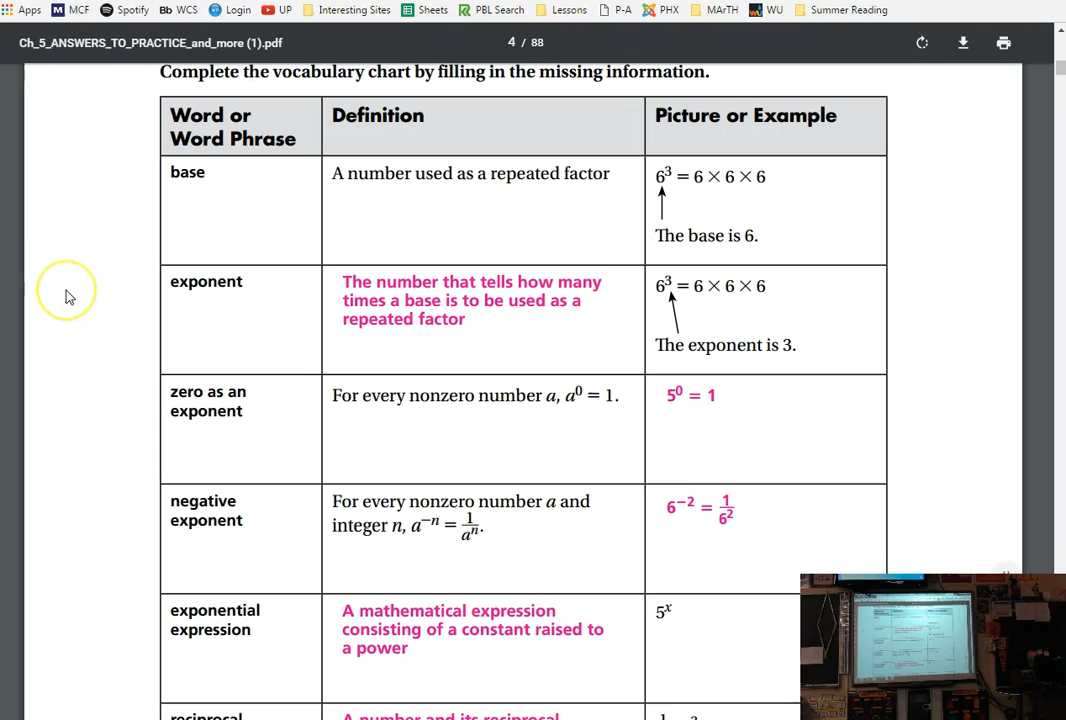 Apps MCF Spotify Bb WCS Login UP Interesting Sites Sheets PBL Search Lessons P-A PHX MArTH WU Summer Reading
Ch_5_ANSWERS_TO_PRACTICE_and_more (1).pdf 4 / 88
Complete the vocabulary chart by filling in the missing information.
Word or
Word Phrase
Definition
Picture or Example
base
A number used as a repeated factor
6³ = 6 × 6 × 6
The base is 6.
exponent
The number that tells how many
times a base is to be used as a
repeated factor
6³ = 6 × 6 × 6
The exponent is 3.
zero as an
exponent
For every nonzero number a, a⁰ = 1.
5⁰ = 1
negative
exponent
For every nonzero number a and
integer n, a⁻ⁿ = 1/aⁿ.
6⁻² = 1/6²
exponential
expression
A mathematical expression
consisting of a constant raised to
a power
5ˣ
reciprocal
A number and its reciprocal